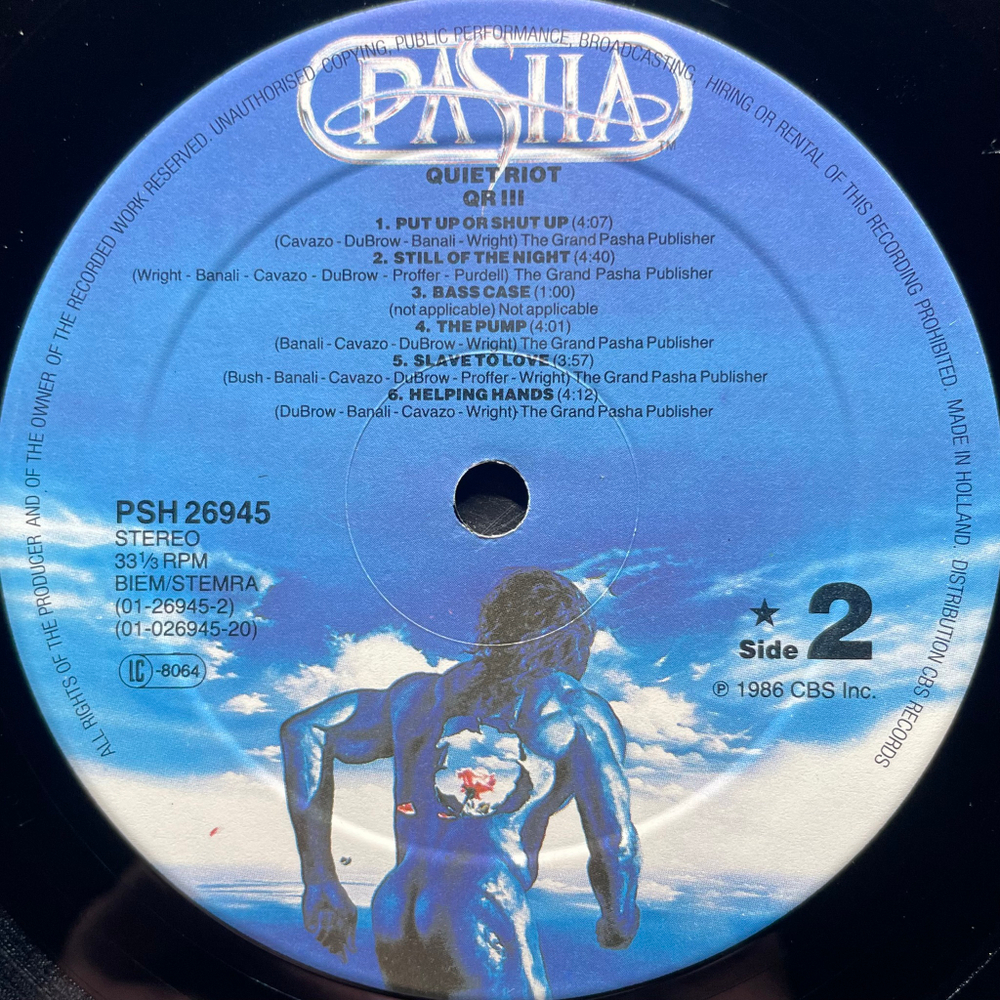 PASHA
TM
QUIET RIOT
QR III
1. PUT UP OR SHUT UP (4:07)
(Cavazo - DuBrow - Banali - Wright) The Grand Pasha Publisher
2. STILL OF THE NIGHT (4:40)
(Wright - Banali - Cavazo - DuBrow - Proffer - Purdell) The Grand Pasha Publisher
3. BASS CASE (1:00)
(not applicable) Not applicable
4. THE PUMP (4:01)
(Banali - Cavazo - DuBrow - Wright) The Grand Pasha Publisher
5. SLAVE TO LOVE (3:57)
(Bush - Banali - Cavazo - DuBrow - Proffer - Wright) The Grand Pasha Publisher
6. HELPING HANDS (4:12)
(DuBrow - Banali - Cavazo - Wright) The Grand Pasha Publisher
PSH 26945
STEREO
33⅓ RPM
BIEM/STEMRA
(01-26945-2)
(01-026945-20)
LC -8064
★
Side 2
℗ 1986 CBS Inc.
ALL RIGHTS OF THE PRODUCER AND OF THE OWNER OF THE RECORDED WORK RESERVED. UNAUTHORISED COPYING, PUBLIC PERFORMANCE, BROADCASTING, HIRING OR RENTAL OF THIS RECORDING PROHIBITED. MADE IN HOLLAND. DISTRIBUTION CBS RECORDS